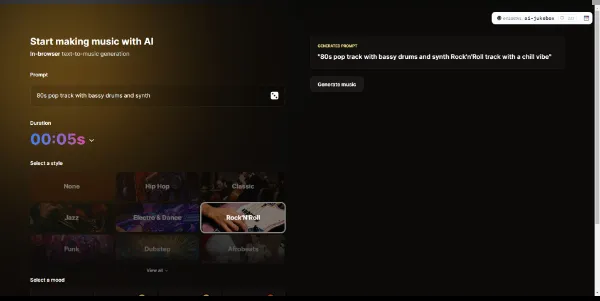 Start making music with AI
In-browser text-to-music generation
Prompt
80s pop track with bassy drums and synth
Duration
00:05s
Select a style
None
Hip Hop
Classic
Jazz
Electro & Dance
Rock'N'Roll
Funk
Dubstep
Afrobeats
View All
Select a mood
ai-jukebox
GENERATED PROMPT
"80s pop track with bassy drums and synth Rock'n'Roll track with a chill vibe"
Generate music